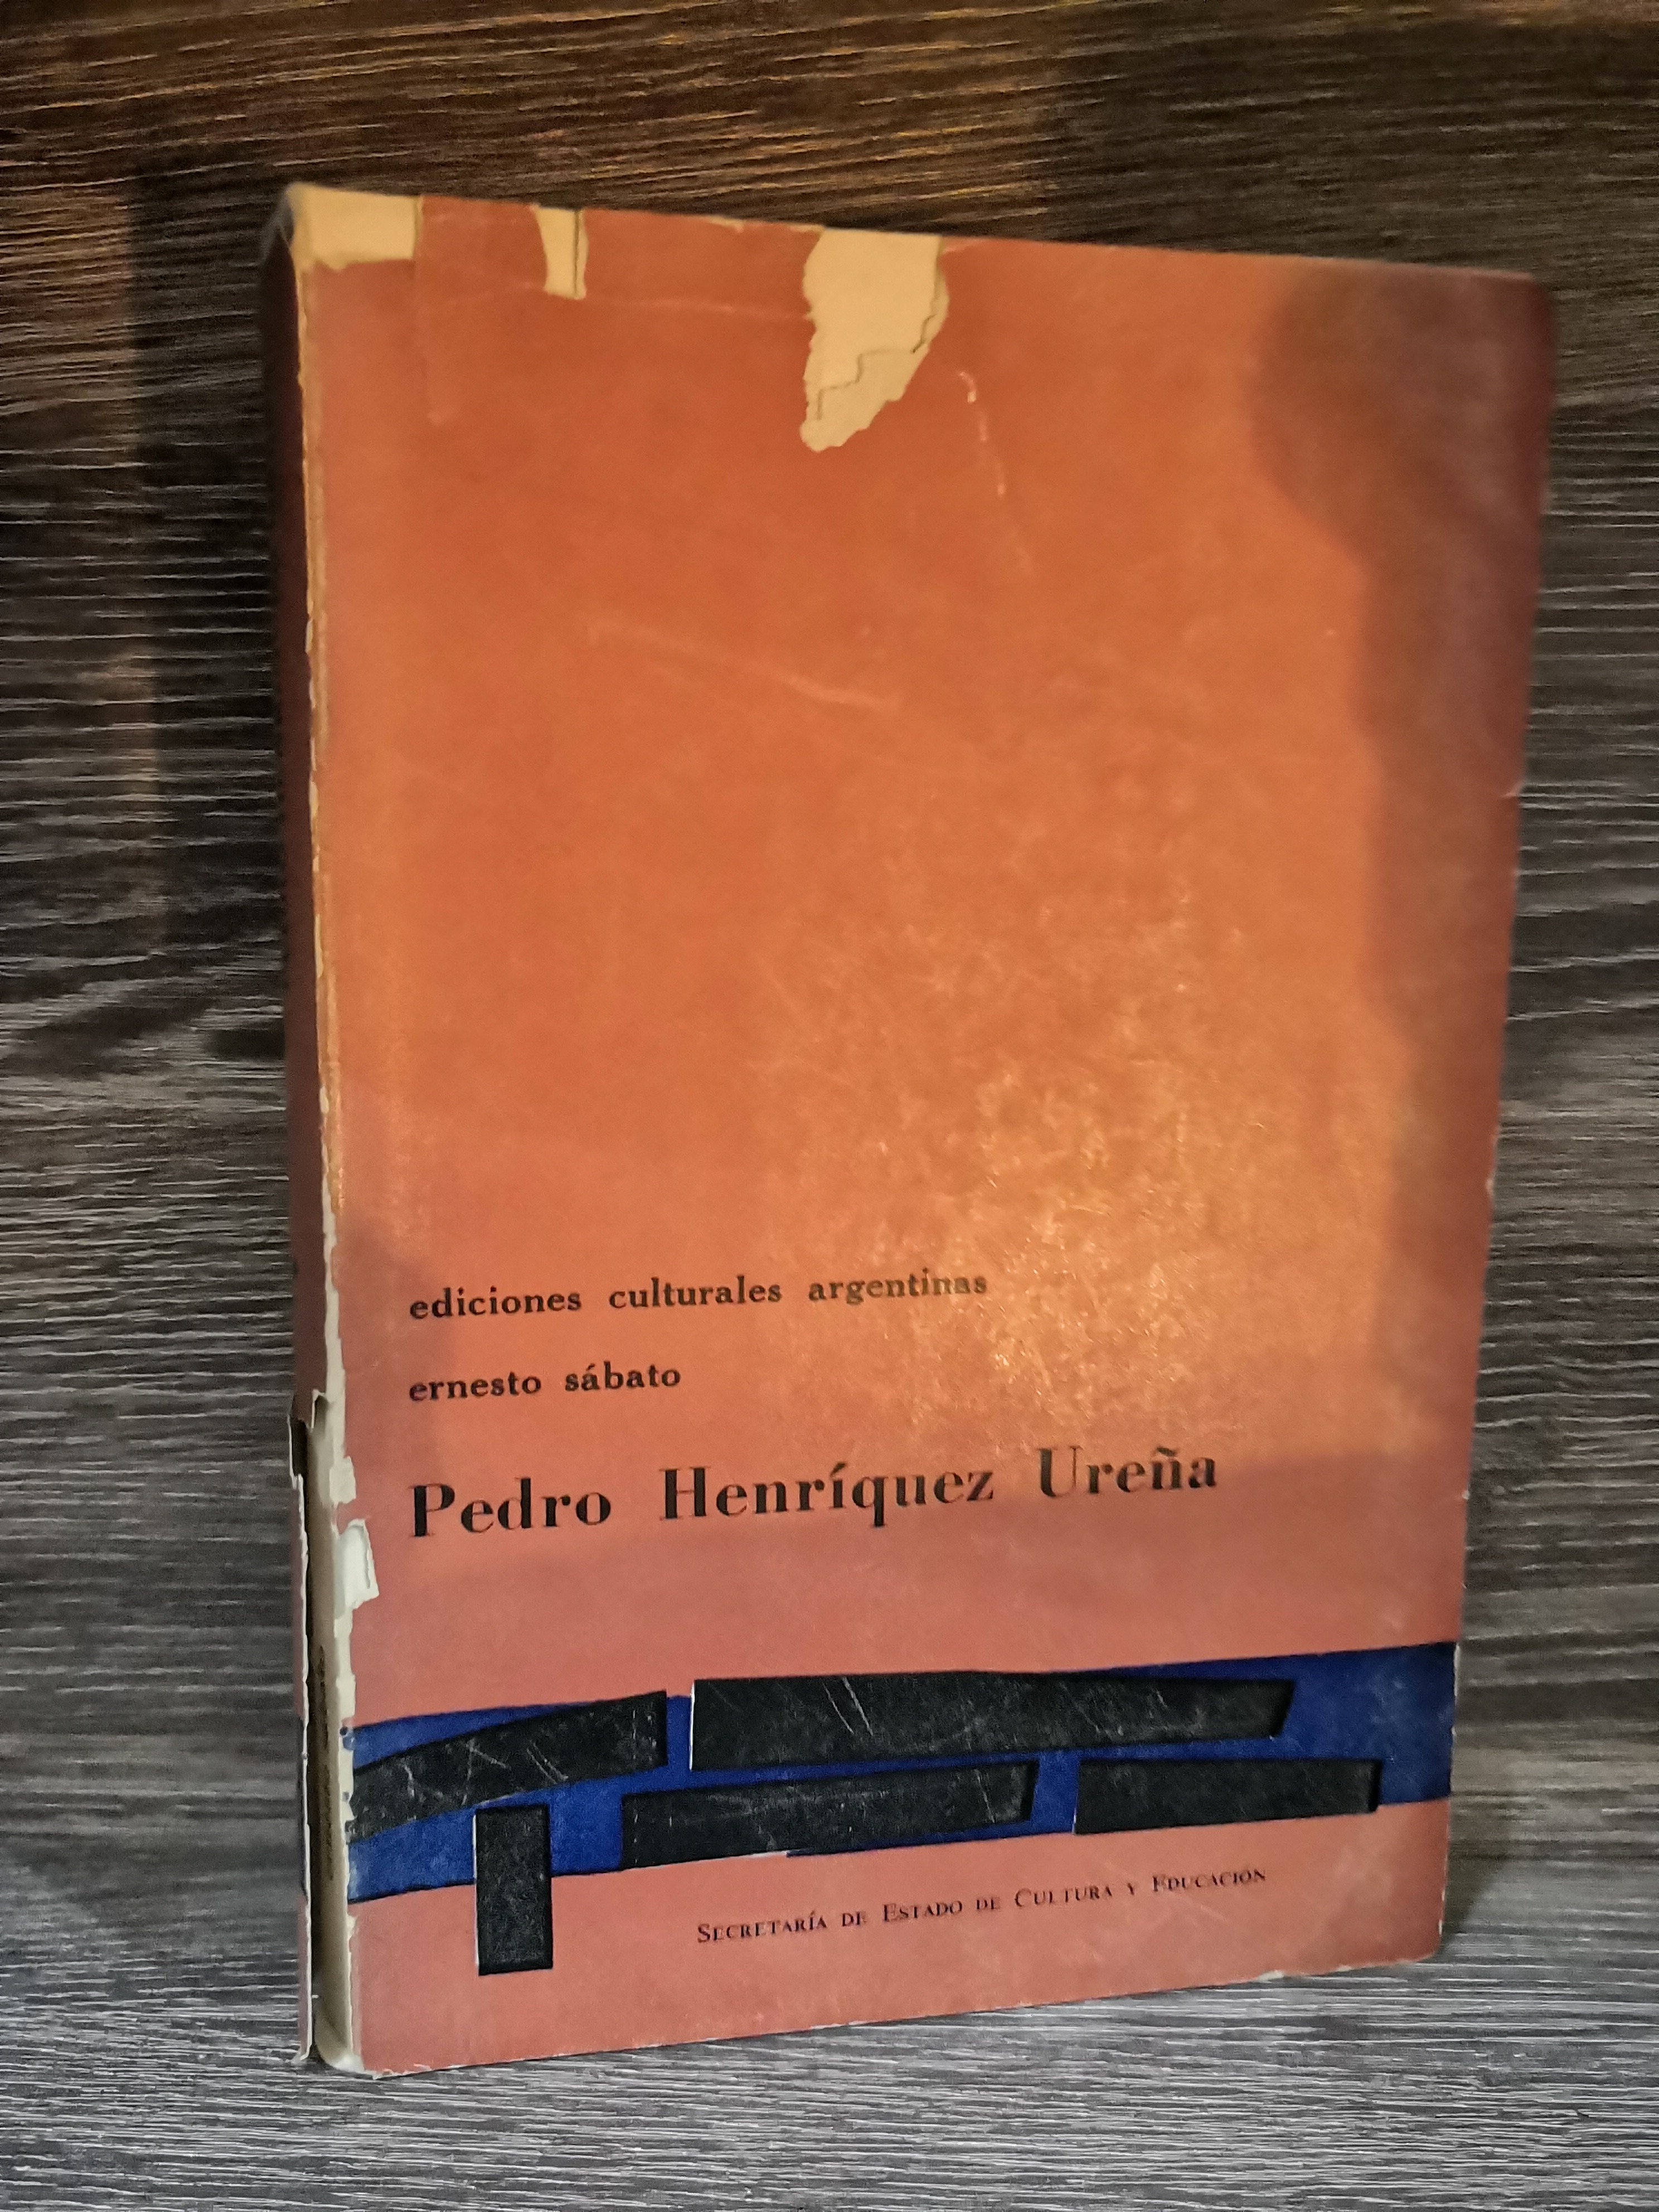 ediciones culturales argentinas
ernesto sábato
Pedro Henríquez Ureña
Secretaría de Estado de Cultura y Educación